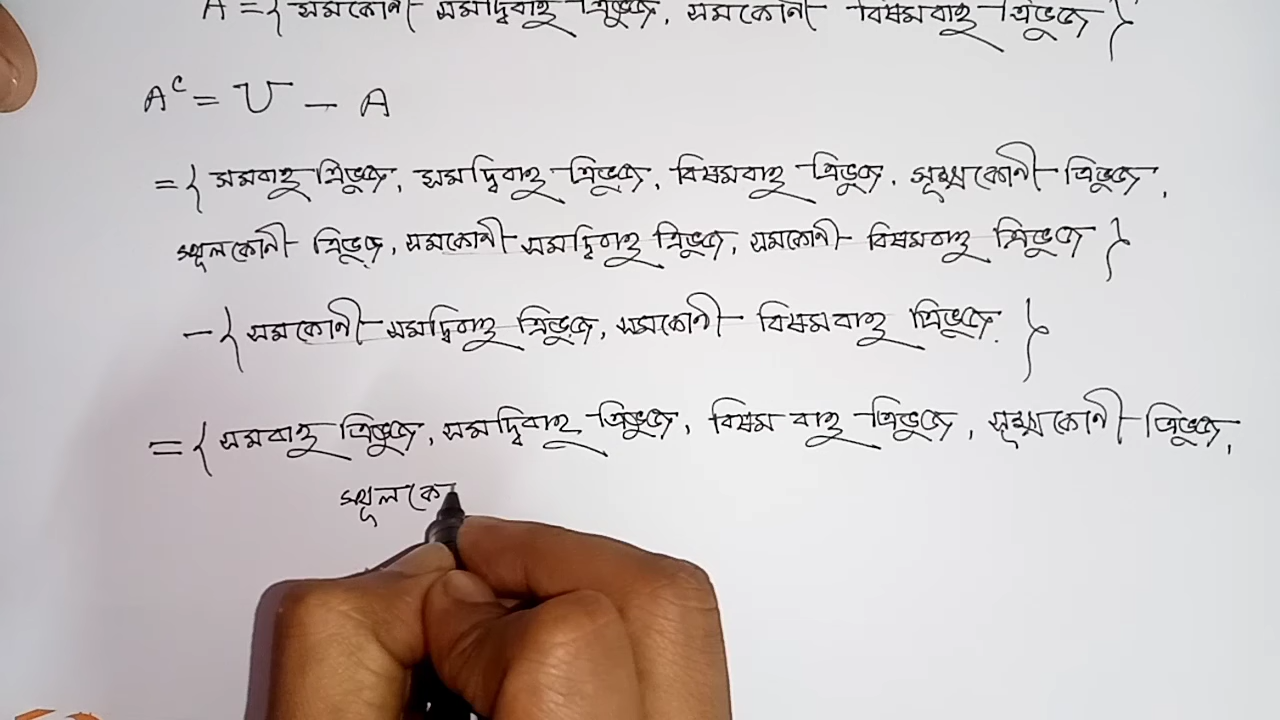 A = { সমকোণী সমদ্বিবাহু ত্রিভুজ, সমকোণী বিষমবাহু ত্রিভুজ }
Aᶜ = U - A
= { সমবাহু ত্রিভুজ, সমদ্বিবাহু ত্রিভুজ, বিষমবাহু ত্রিভুজ, সূক্ষ্মকোণী ত্রিভুজ,
স্থূলকোণী ত্রিভুজ, সমকোণী সমদ্বিবাহু ত্রিভুজ, সমকোণী বিষমবাহু ত্রিভুজ }
- { সমকোণী সমদ্বিবাহু ত্রিভুজ, সমকোণী বিষমবাহু ত্রিভুজ }
= { সমবাহু ত্রিভুজ, সমদ্বিবাহু ত্রিভুজ, বিষম বাহু ত্রিভুজ, সূক্ষ্মকোণী ত্রিভুজ,
স্থূলকে